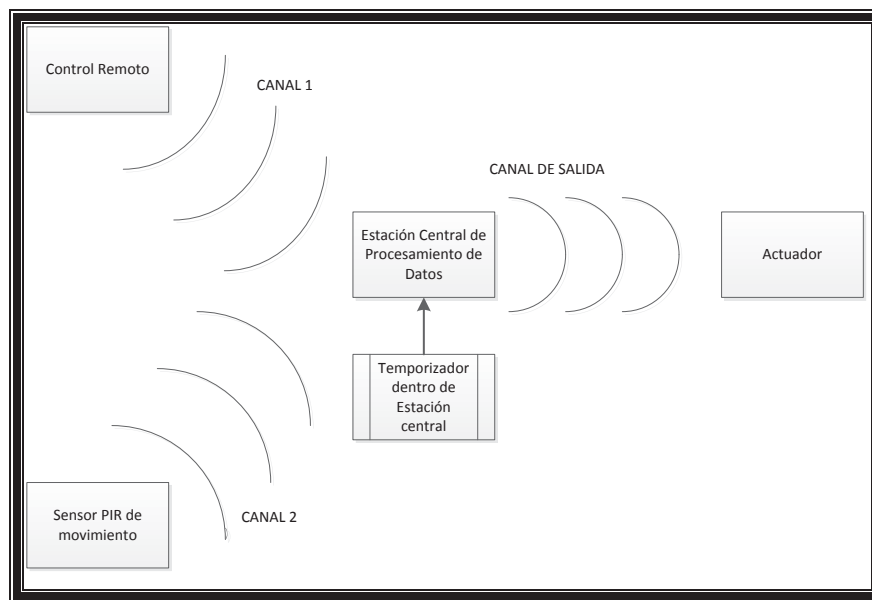 Control Remoto
CANAL 1
CANAL DE SALIDA
Estación Central de
Procesamiento de
Datos
Actuador
Temporizador
dentro de
Estación
central
Sensor PIR de
movimiento
CANAL 2